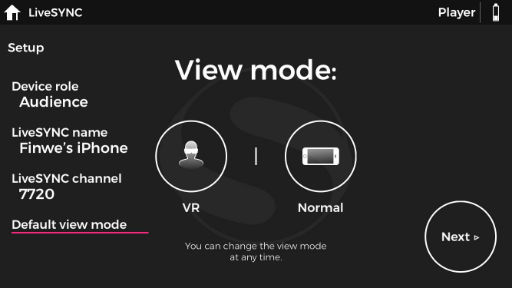 LiveSYNC
Player
Setup
View mode:
Device role
Audience
LiveSYNC name
Finwe's iPhone
LiveSYNC channel
7720
Default view mode
VR
Normal
You can change the view mode
at any time.
Next